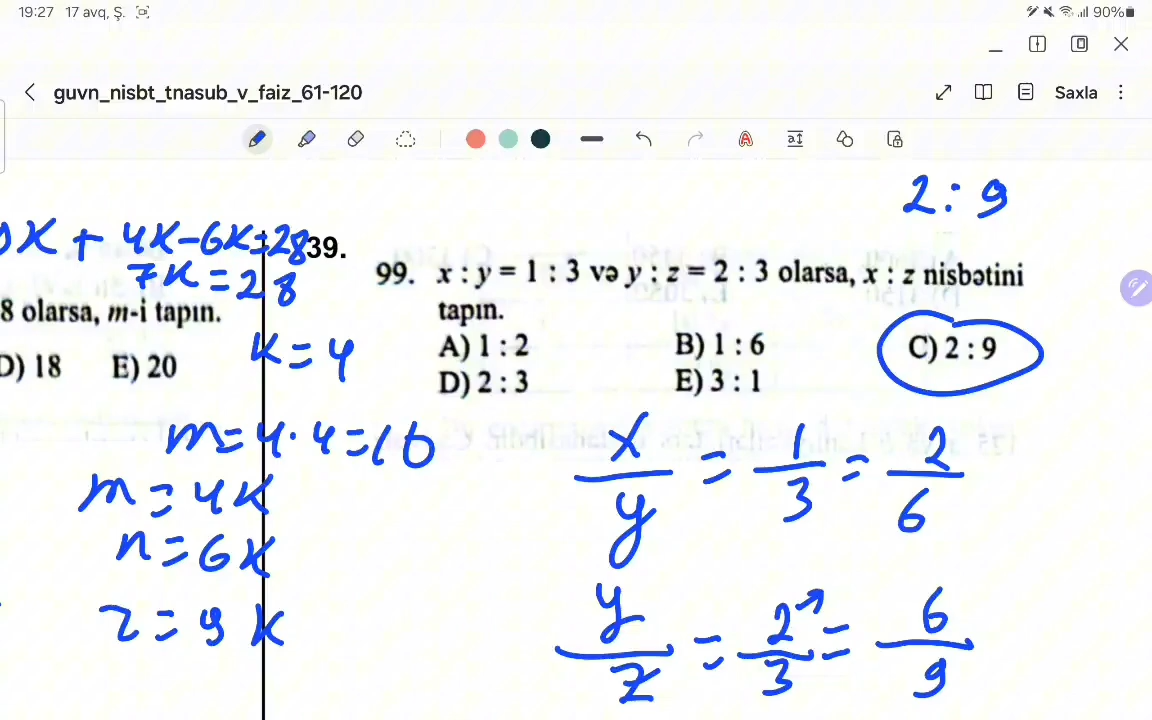 19:27 17 avq, Ş. 90%
guvn_nisbt_tnasub_v_faiz_61-120 Saxla
2 : 9
K + 4K - 6K = 28
39.
7K = 28
8 olarsa, m-i tapın.
D) 18 E) 20
K = 4
m = 4 · 4 = 16
m = 4K
n = 6K
z = 9K
99. x : y = 1 : 3 və y : z = 2 : 3 olarsa, x : z nisbətini
tapın.
A) 1 : 2 B) 1 : 6 C) 2 : 9
D) 2 : 3 E) 3 : 1
x/y = 1/3 = 2/6
y/z = 2/3 = 6/9